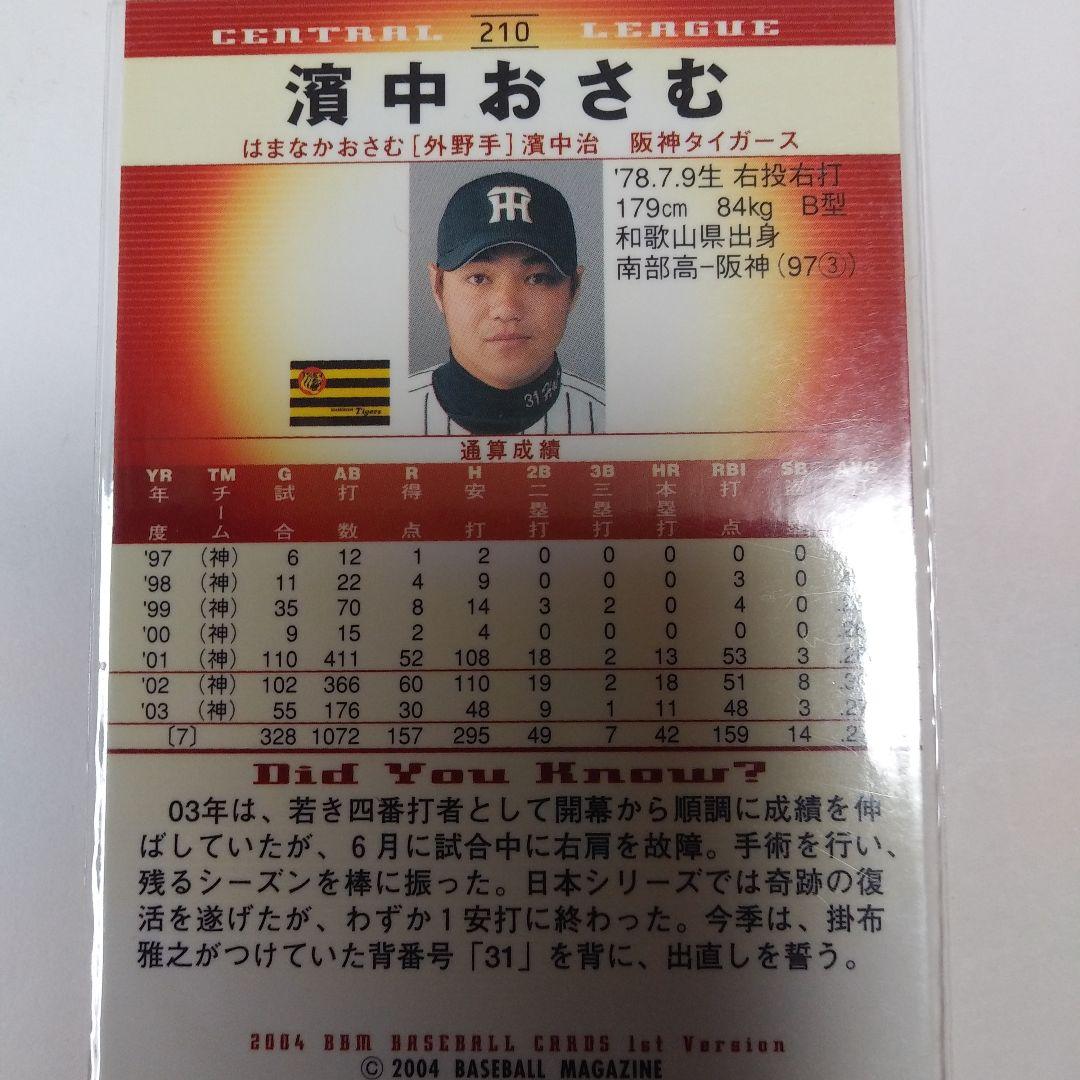 CENTRAL 210 LEAGUE
濱中おさむ
はまなかおさむ[外野手]濱中治 阪神タイガース
'78.7.9生 右投右打
179cm 84kg B型
和歌山県出身
南部高−阪神(97③)
Tigers
31
通算成績
YR TM G AB R H 2B 3B HR RBI SB AVG
年度 チーム 試合 打数 得点 安打 二塁打 三塁打 本塁打 打点
'97 (神) 6 12 1 2 0 0 0 0 0
'98 (神) 11 22 4 9 0 0 0 3 0
'99 (神) 35 70 8 14 3 2 0 4 0
'00 (神) 9 15 2 4 0 0 0 0 0
'01 (神) 110 411 52 108 18 2 13 53 3
'02 (神) 102 366 60 110 19 2 18 51 8
'03 (神) 55 176 30 48 9 1 11 48 3
〔7〕 328 1072 157 295 49 7 42 159 14
Did You Know?
03年は、若き四番打者として開幕から順調に成績を伸
ばしていたが、6月に試合中に右肩を故障。手術を行い、
残るシーズンを棒に振った。日本シリーズでは奇跡の復
活を遂げたが、わずか1安打に終わった。今季は、掛布
雅之がつけていた背番号「31」を背に、出直しを誓う。
2004 BBM BASEBALL CARDS 1st Version
© 2004 BASEBALL MAGAZINE